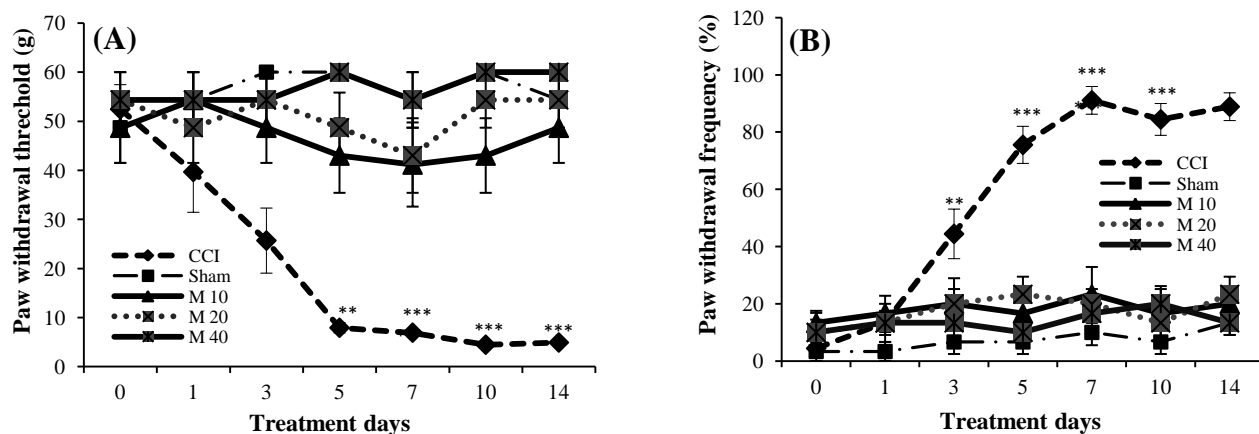 (A)
Paw withdrawal threchold (g)
70
60
50
40
30
20
10
0
**
***
***
***
CCI
Sham
M 10
M 20
M 40
0 1 3 5 7 10 14
Treatment days
(B)
Paw withdrawal frequency (%)
120
100
80
60
40
20
0
**
***
***
***
CCI
Sham
M 10
M 20
M 40
0 1 3 5 7 10 14
Treatment days